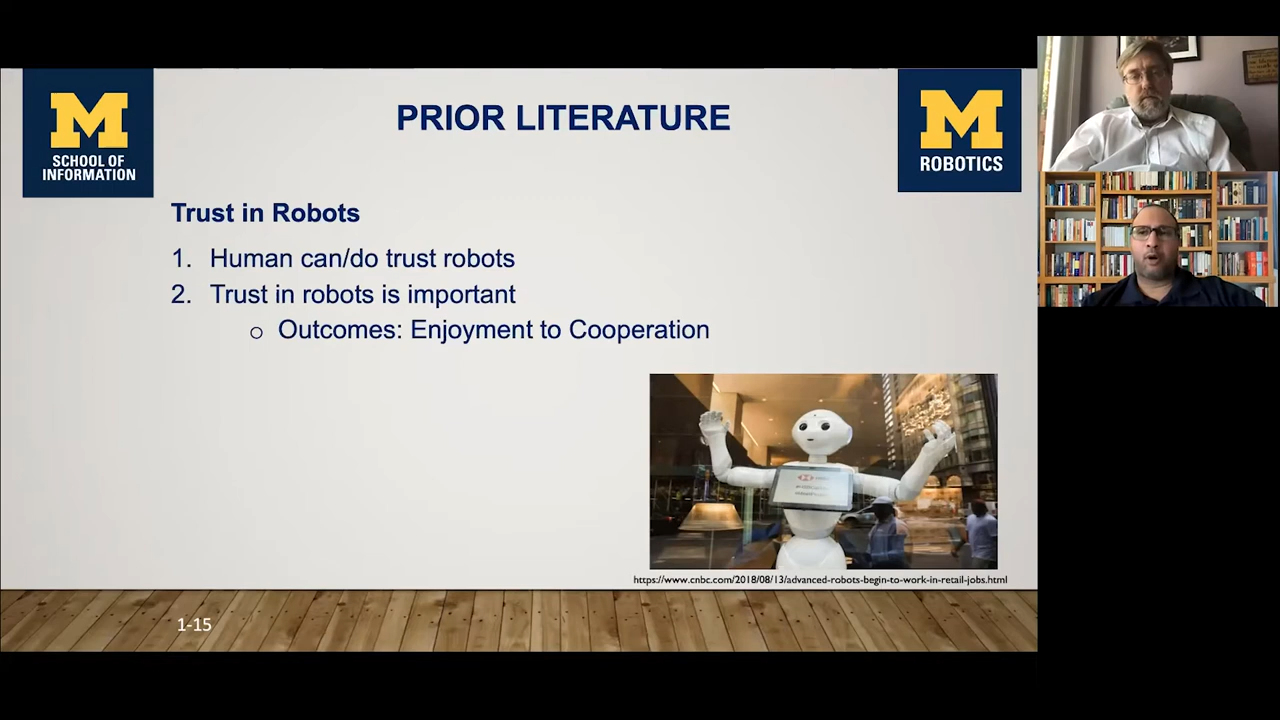 M
SCHOOL OF
INFORMATION
PRIOR LITERATURE
M
ROBOTICS
Trust in Robots
1. Human can/do trust robots
2. Trust in robots is important
o Outcomes: Enjoyment to Cooperation
https://www.cnbc.com/2018/08/13/advanced-robots-begin-to-work-in-retail-jobs.html
1-15